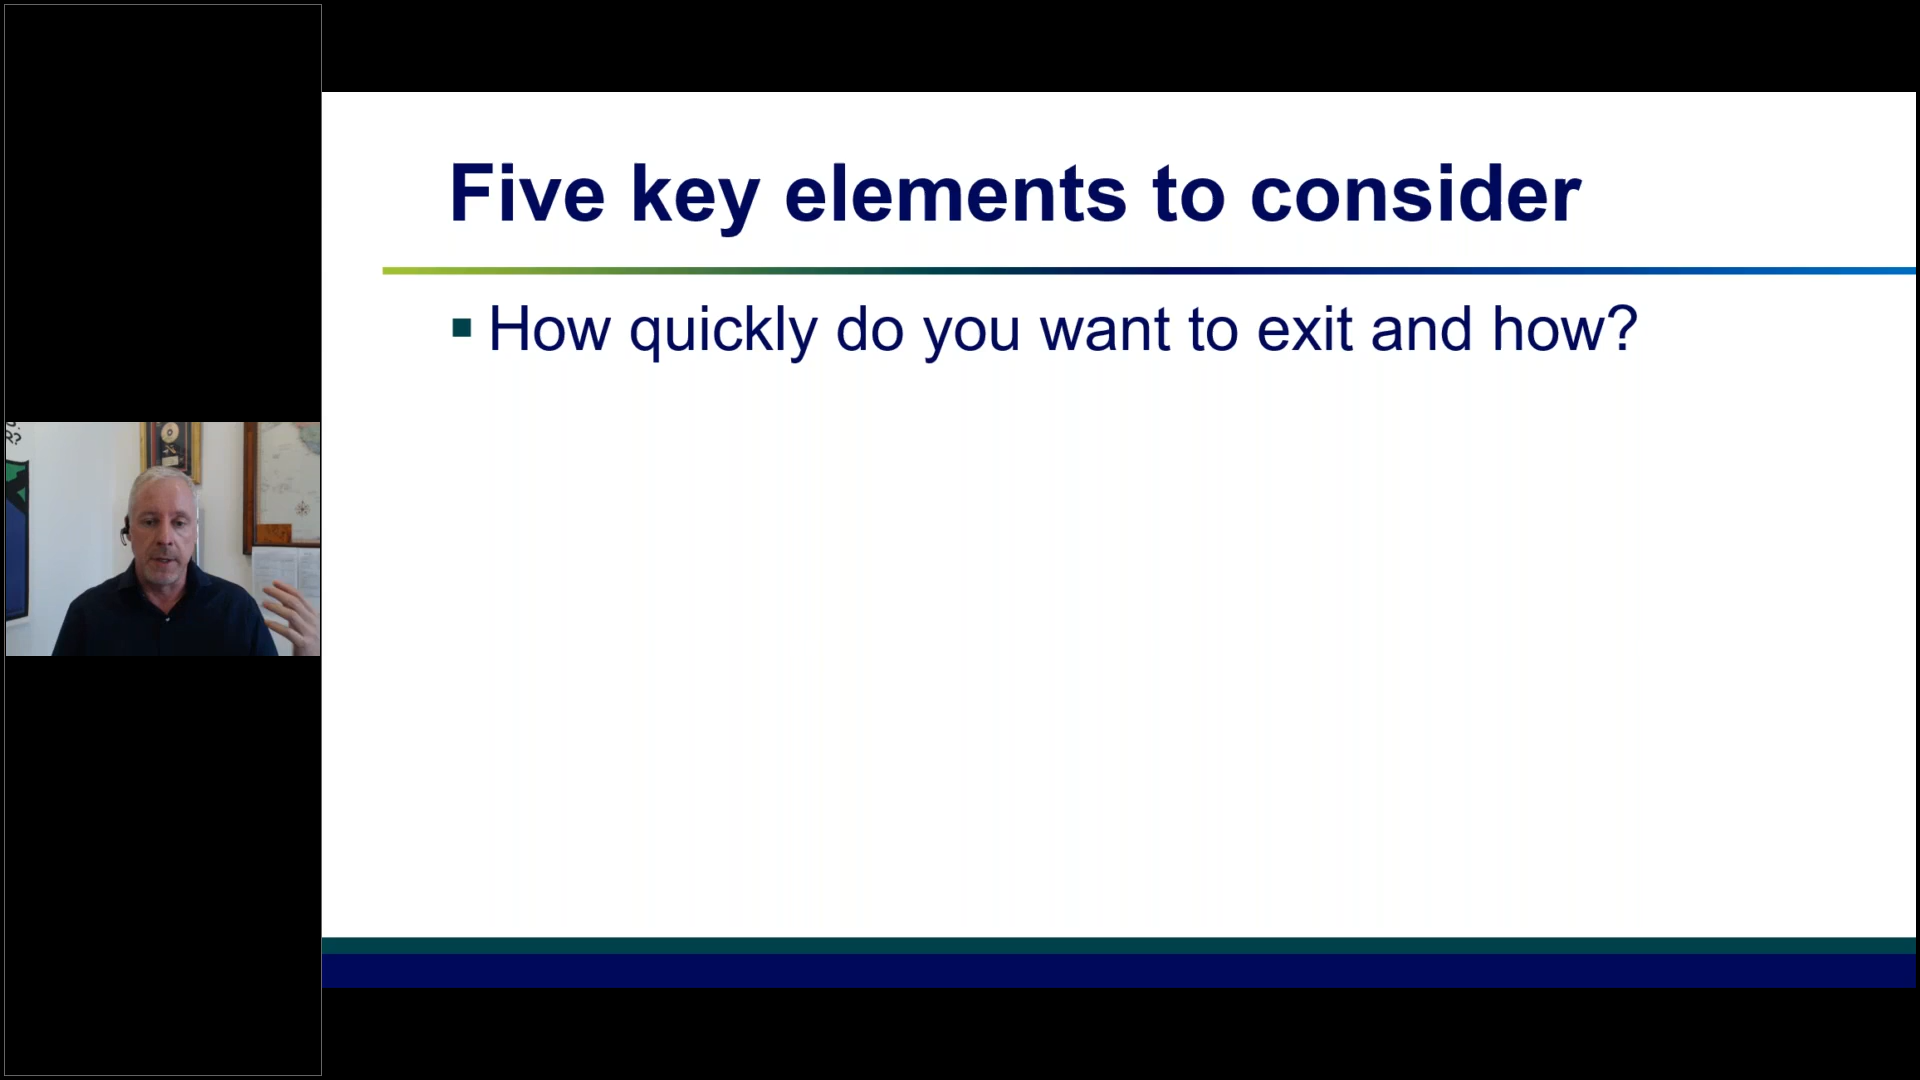 Five key elements to consider
How quickly do you want to exit and how?